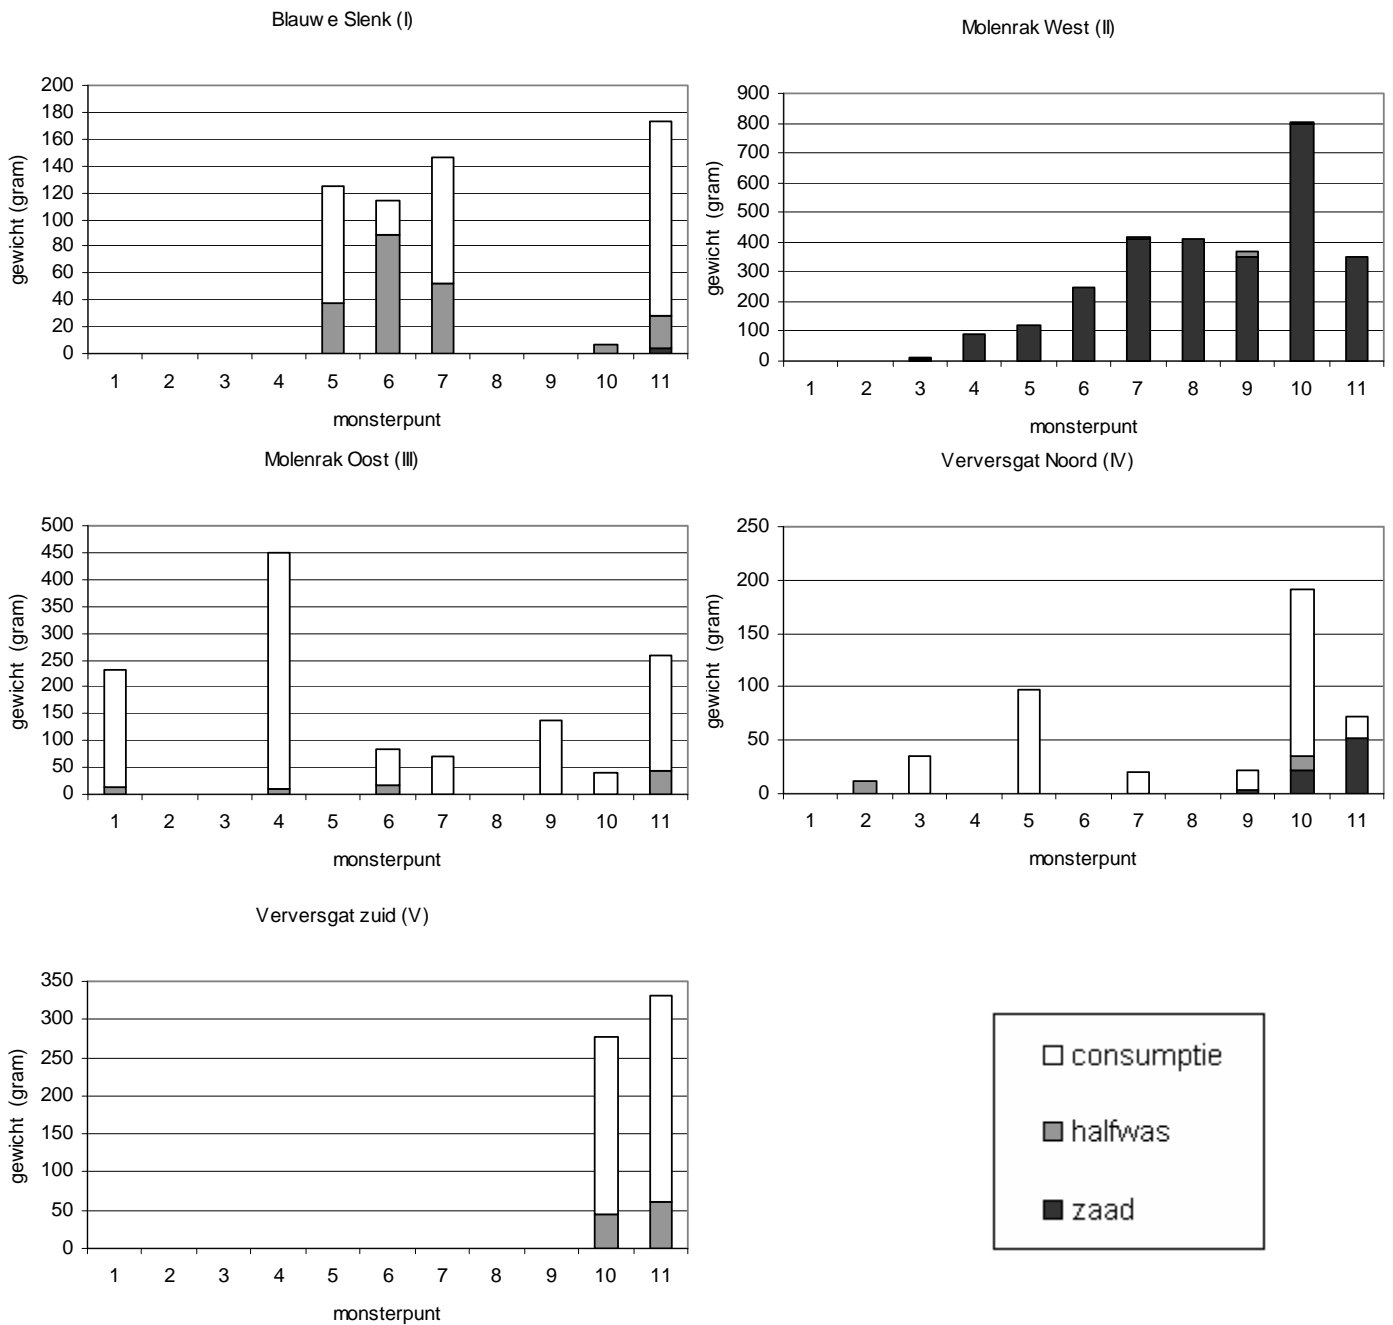 Blauwe Slenk (I)
gewicht (gram)
200
180
160
140
120
100
80
60
40
20
0
1 2 3 4 5 6 7 8 9 10 11
monsterpunt
Molenrak West (II)
gewicht (gram)
900
800
700
600
500
400
300
200
100
0
1 2 3 4 5 6 7 8 9 10 11
monsterpunt
Molenrak Oost (III)
gewicht (gram)
500
450
400
350
300
250
200
150
100
50
0
1 2 3 4 5 6 7 8 9 10 11
monsterpunt
Ververgat Noord (IV)
gewicht (gram)
250
200
150
100
50
0
1 2 3 4 5 6 7 8 9 10 11
monsterpunt
Ververgat zuid (V)
gewicht (gram)
350
300
250
200
150
100
50
0
1 2 3 4 5 6 7 8 9 10 11
monsterpunt
consumptie
halfwas
zaad